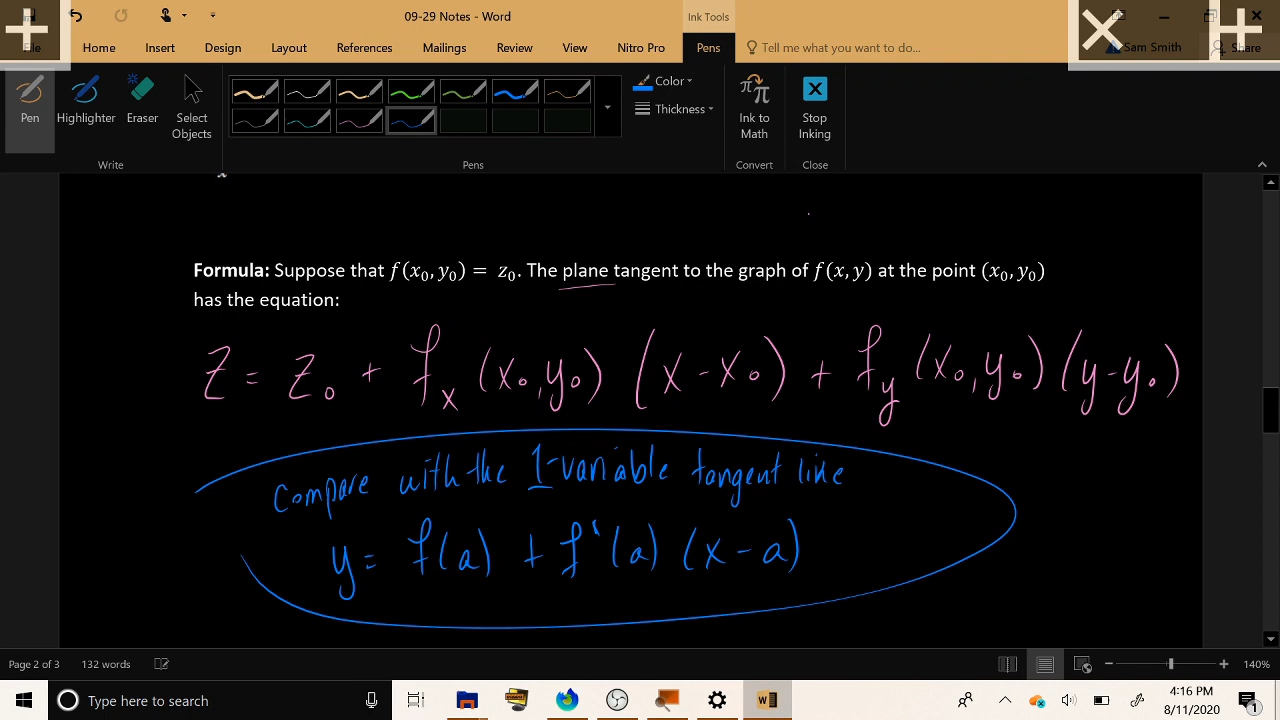 09-29 Notes - Word
Ink Tools
File Home Insert Design Layout References Mailings Review View Nitro Pro Pens Tell me what you want to do... Sam Smith Share
Pen Highlighter Eraser Select Objects
Color
Thickness
Ink to Math
Stop Inking
Write Pens Convert Close
Formula: Suppose that f(x₀, y₀) = z₀. The plane tangent to the graph of f(x, y) at the point (x₀, y₀)
has the equation:
z = z₀ + fₓ (x₀, y₀) (x - x₀) + f_y (x₀, y₀) (y - y₀)
Compare with the 1-variable tangent line
y = f(a) + f'(a) (x - a)
Page 2 of 3 132 words 140%
Type here to search
4:16 PM
8/11/2020
1